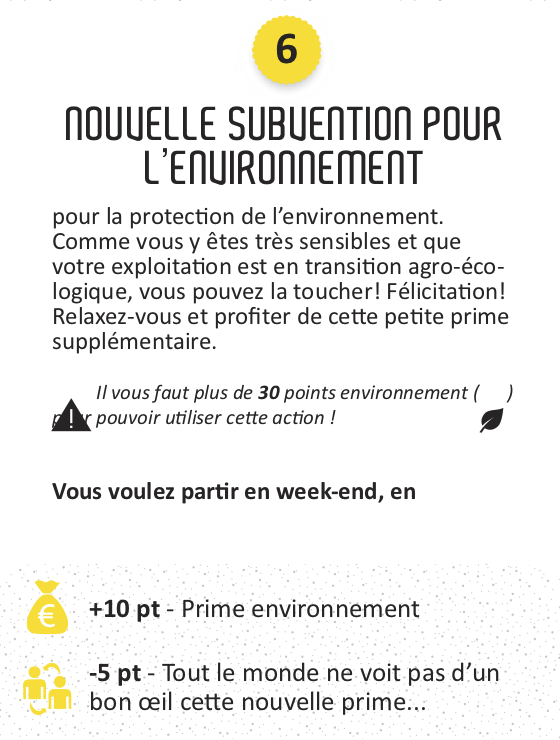 6
NOUVELLE SUBVENTION POUR
L'ENVIRONNEMENT
pour la protection de l'environnement.
Comme vous y êtes très sensibles et que
votre exploitation est en transition agro-éco-
logique, vous pouvez la toucher! Félicitation!
Relaxez-vous et profiter de cette petite prime
supplémentaire.
Il vous faut plus de 30 points environnement ( )
pour pouvoir utiliser cette action !
Vous voulez partir en week-end, en
+10 pt - Prime environnement
-5 pt - Tout le monde ne voit pas d'un
bon œil cette nouvelle prime...